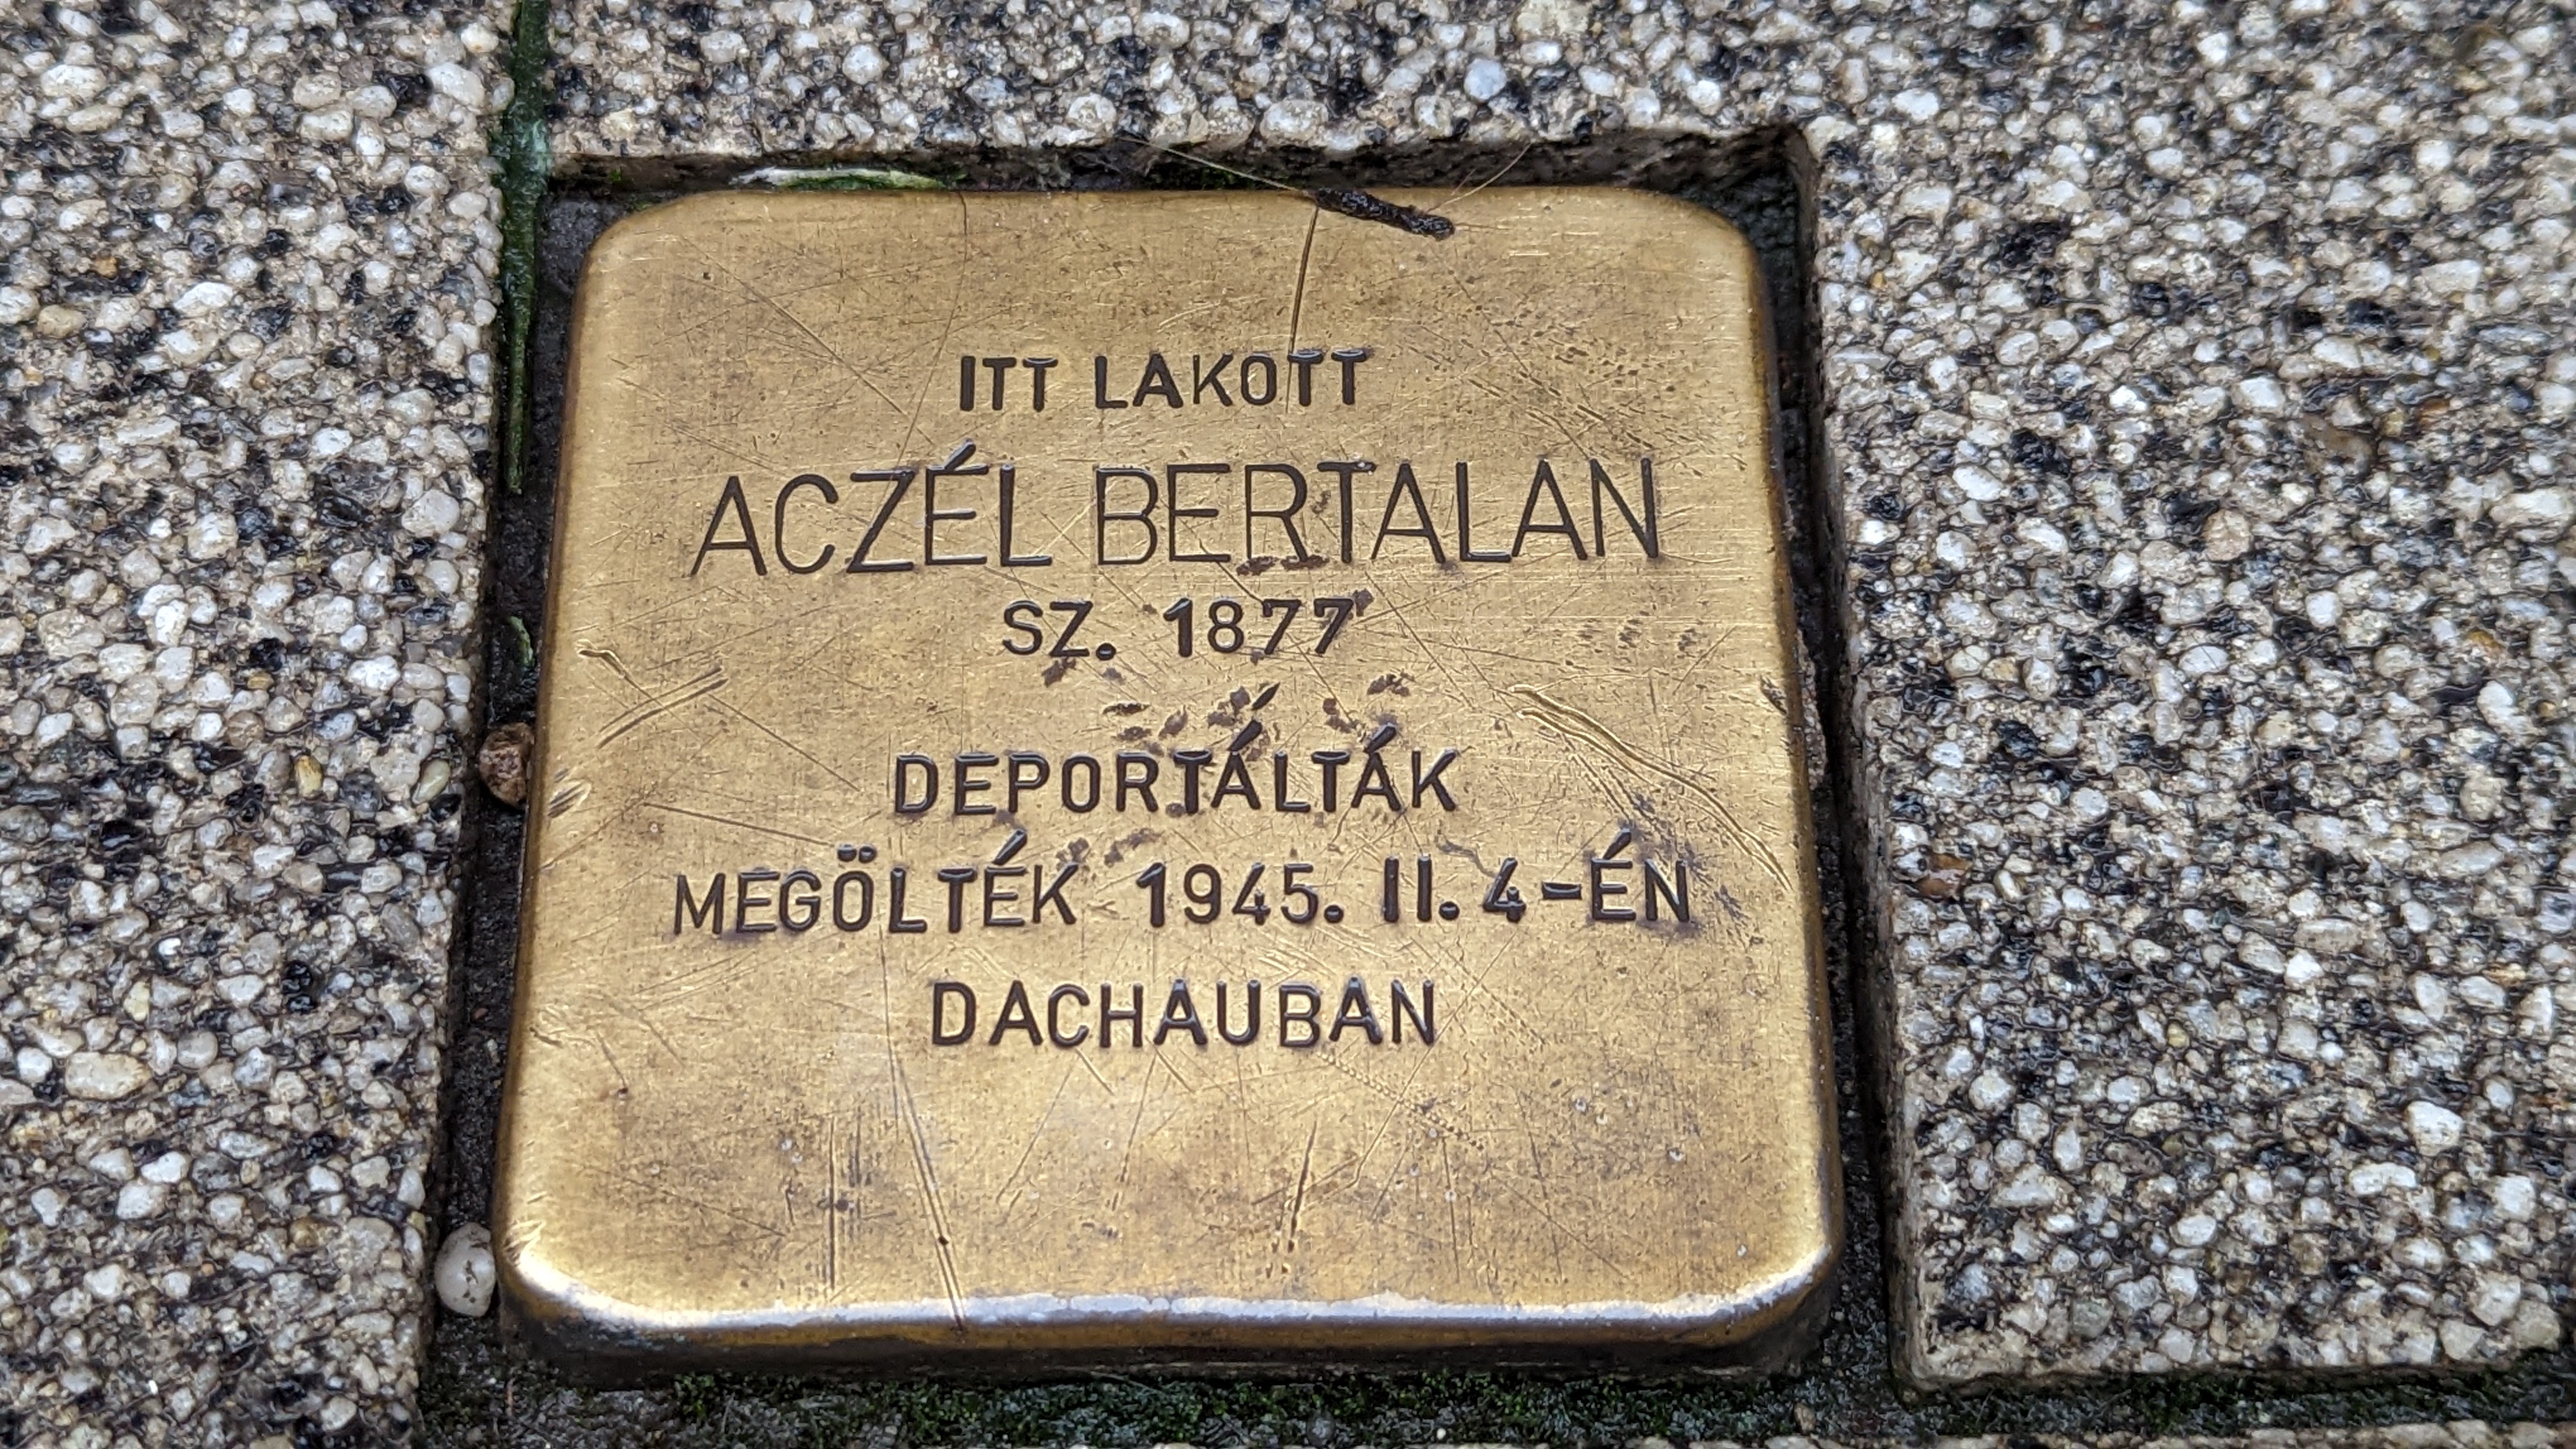 ITT LAKOTT
ACZÉL BERTALAN
SZ. 1877
DEPORTÁLTÁK
MEGÖLTÉK 1945. II. 4-ÉN
DACHAUBAN